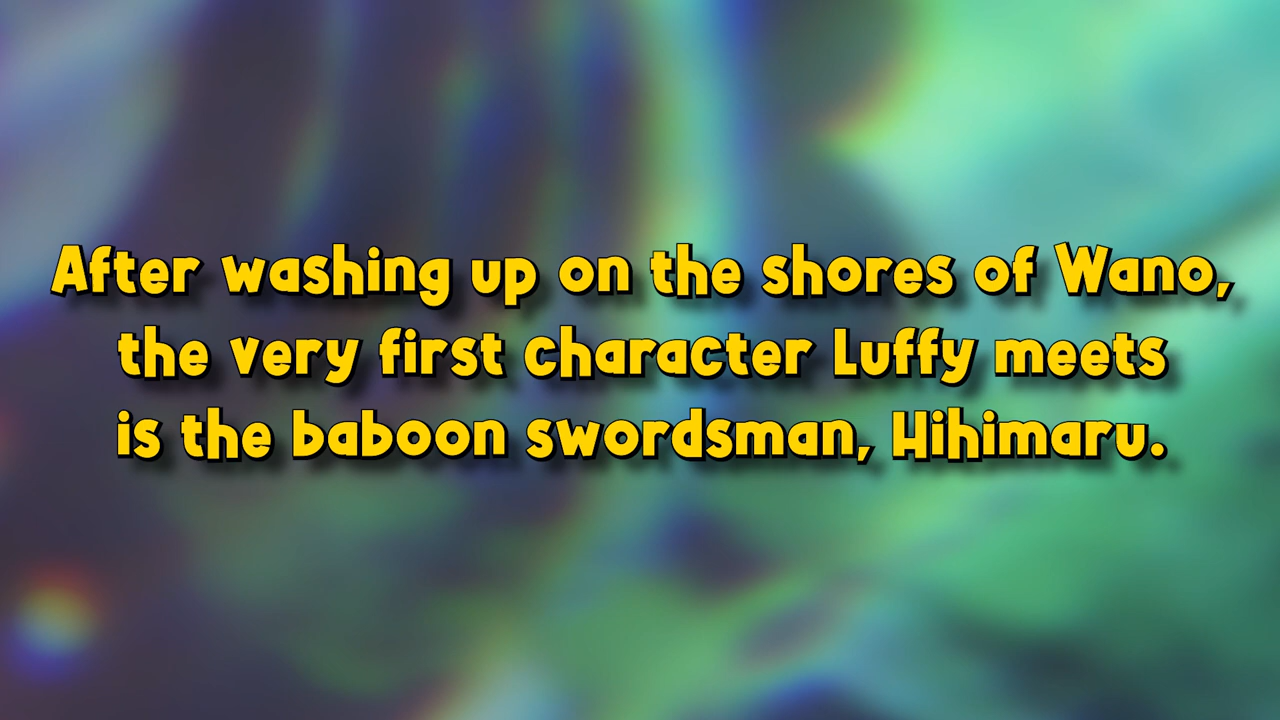 After washing up on the shores of Wano,
the very first character Luffy meets
is the baboon swordsman, Hihimaru.